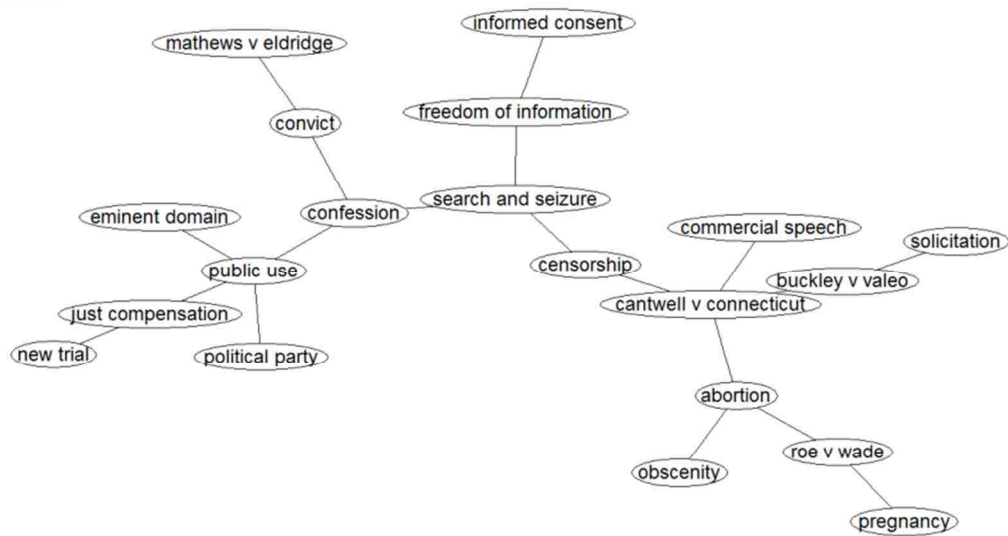 informed consent
mathews v eldridge
freedom of information
convict
search and seizure
confession
eminent domain
commercial speech
solicitation
censorship
public use
buckley v valeo
cantwell v connecticut
just compensation
new trial
political party
abortion
roe v wade
obscenity
pregnancy